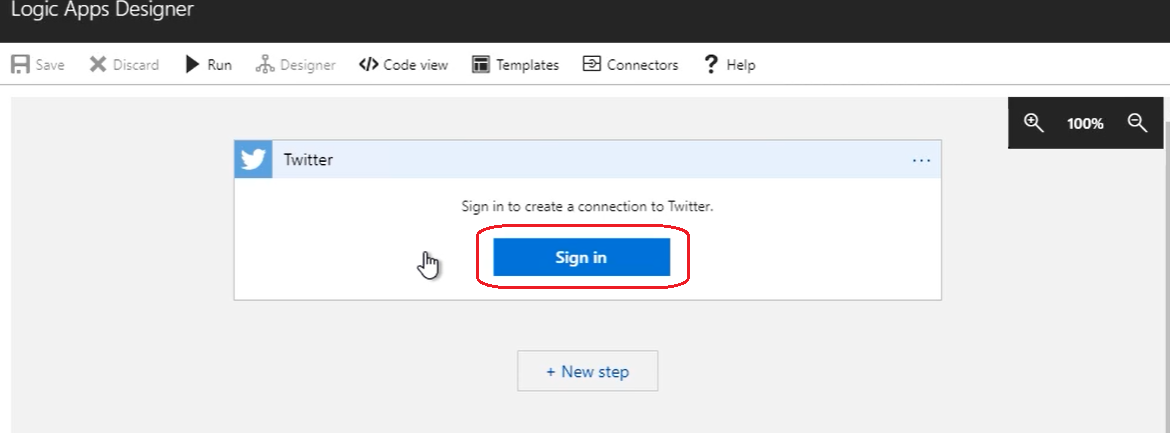 Logic Apps Designer
Save Discard Run Designer </> Code view Templates Connectors ? Help
100%
Twitter ...
Sign in to create a connection to Twitter.
Sign in
+ New step